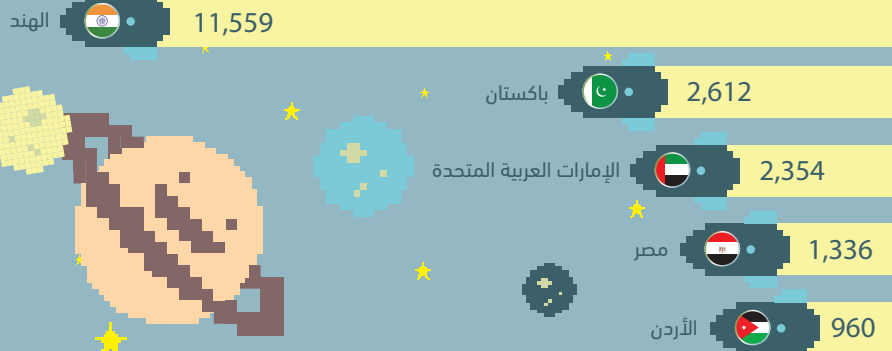 الهند 11,559
باكستان 2,612
الإمارات العربية المتحدة 2,354
مصر 1,336
الأردن 960